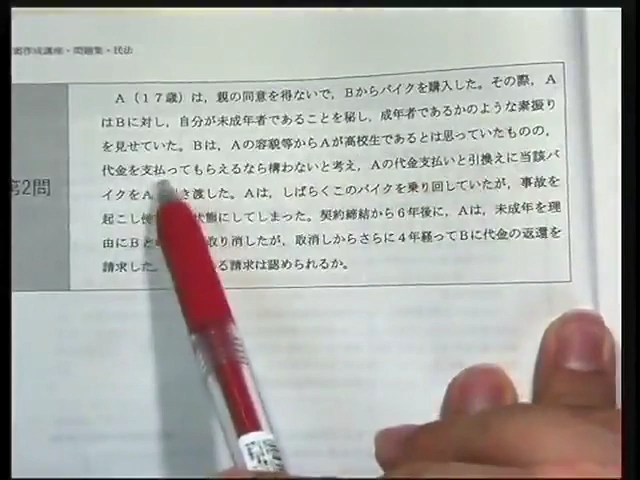 書作成講座・問題集・民法
第2問
A（17歳）は，親の同意を得ないで，Bからバイクを購入した。その際，A
はBに対し，自分が未成年者であることを秘し，成年者であるかのような素振り
を見せていた。Bは，Aの容貌等からAが高校生であるとは思っていたものの，
代金を支払ってもらえるなら構わないと考え，Aの代金支払いと引換えに当該バ
イクをA き渡した。Aは，しばらくこのバイクを乗り回していたが，事故を
起こし 状態にしてしまった。契約締結から6年後に，Aは，未成年を理
由にBと 取り消したが，取消しからさらに4年経ってBに代金の返還を
請求した。 る請求は認められるか。